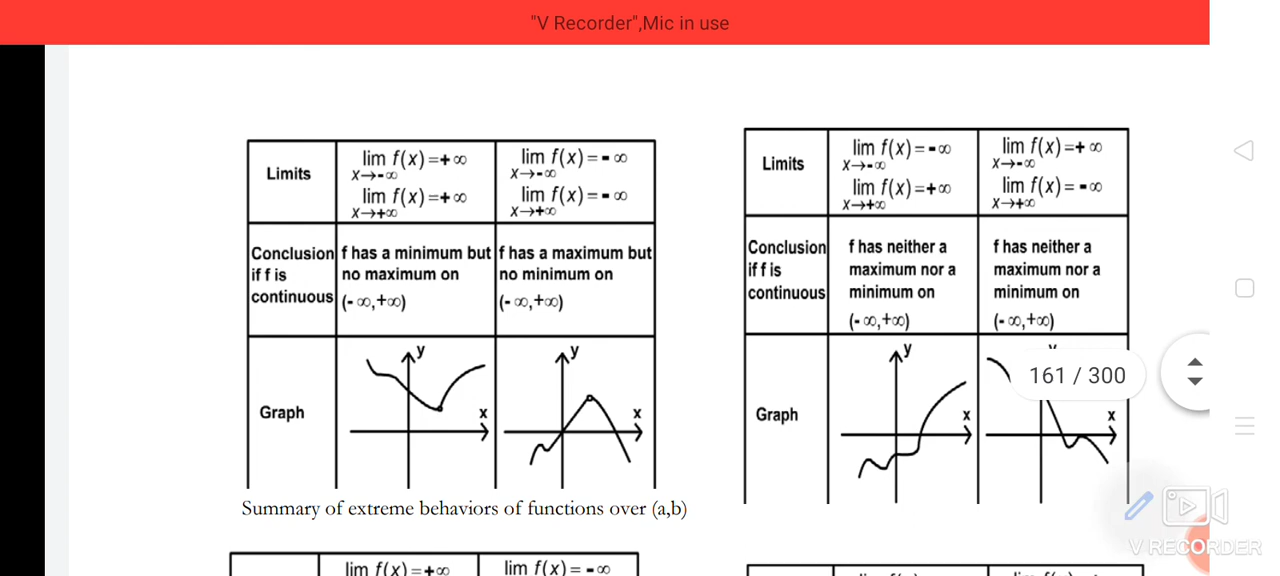 "V Recorder",Mic in use
Limits
lim f(x) = +∞
x→-∞
lim f(x) = +∞
x→+∞
lim f(x) = -∞
x→-∞
lim f(x) = -∞
x→+∞
Conclusion
if f is
continuous
f has a minimum but
no maximum on
(-∞,+∞)
f has a maximum but
no minimum on
(-∞,+∞)
Graph
y
x
y
x
Limits
lim f(x) = -∞
x→-∞
lim f(x) = +∞
x→+∞
lim f(x) = +∞
x→-∞
lim f(x) = -∞
x→+∞
Conclusion
if f is
continuous
f has neither a
maximum nor a
minimum on
(-∞,+∞)
f has neither a
maximum nor a
minimum on
(-∞,+∞)
Graph
y
x
x
161 / 300
Summary of extreme behaviors of functions over (a,b)
lim f(x) = +∞
lim f(x) = -∞
V RECORDER